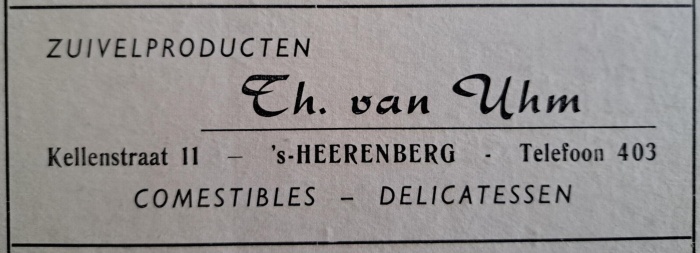 ZUIVELPRODUCTEN
Th. van Uhm
Kellenstraat 11 – 's-HEERENBERG - Telefoon 403
COMESTIBLES – DELICATESSEN